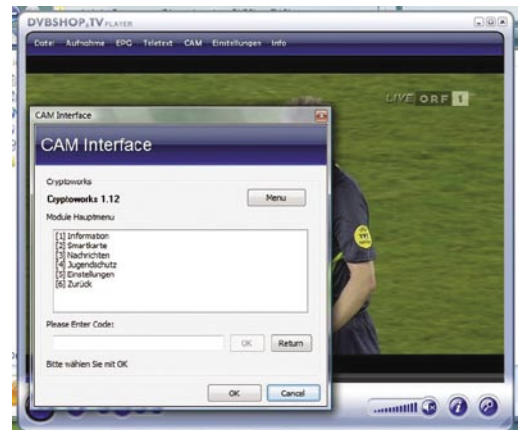 DVBSHOP.TV PLAYER
Datei Aufnahme EPG Teletext CAM Einstellungen Info
LIVE ORF 1
CAM Interface
CAM Interface
Cryptoworks
Cryptoworks 1.12
Menu
Module Hauptmenu
[1] Information
[2] Smartkarte
[3] Nachrichten
[4] Jugendschutz
[5] Einstellungen
[6] Zurück
Please Enter Code:
OK Return
Bitte wählen Sie mit OK
OK Cancel